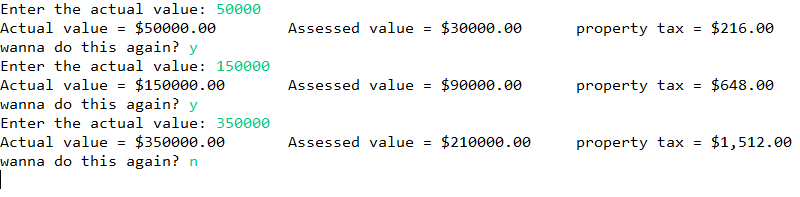 Enter the actual value: 50000
Actual value = $50000.00 Assessed value = $30000.00 property tax = $216.00
wanna do this again? y
Enter the actual value: 150000
Actual value = $150000.00 Assessed value = $90000.00 property tax = $648.00
wanna do this again? y
Enter the actual value: 350000
Actual value = $350000.00 Assessed value = $210000.00 property tax = $1,512.00
wanna do this again? n